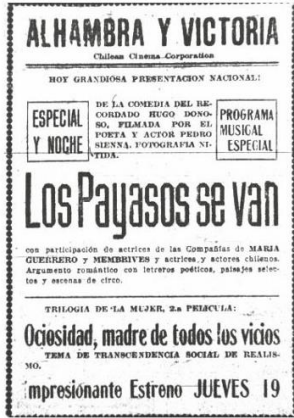 ALHAMBRA Y VICTORIA
Chilean Cinema Corporation
HOY GRANDIOSA PRESENTACION NACIONAL:
ESPECIAL
Y NOCHE
DE LA COMEDIA DEL RE-
CORDADO HUGO DONO-
SO, FILMADA POR EL
POETA Y ACTOR PEDRO
SIENNA. FOTOGRAFIA NI-
TIDA.
PROGRAMA
MUSICAL
ESPECIAL
Los Payasos se van
con participación de actrices de las Compañías de MARIA
GUERRERO y MEMBRIVES y actrices y actores chilenos.
Argumento romántico con letreros poéticos, paisajes selec-
tos y escenas de circo.
TRILOGIA DE LA MUJER, 2.a PELICULA:
Ociosidad, madre de todos los vicios
TEMA DE TRANSCENDENCIA SOCIAL DE REALIS-
MO.
mpresionante Estreno JUEVES 19